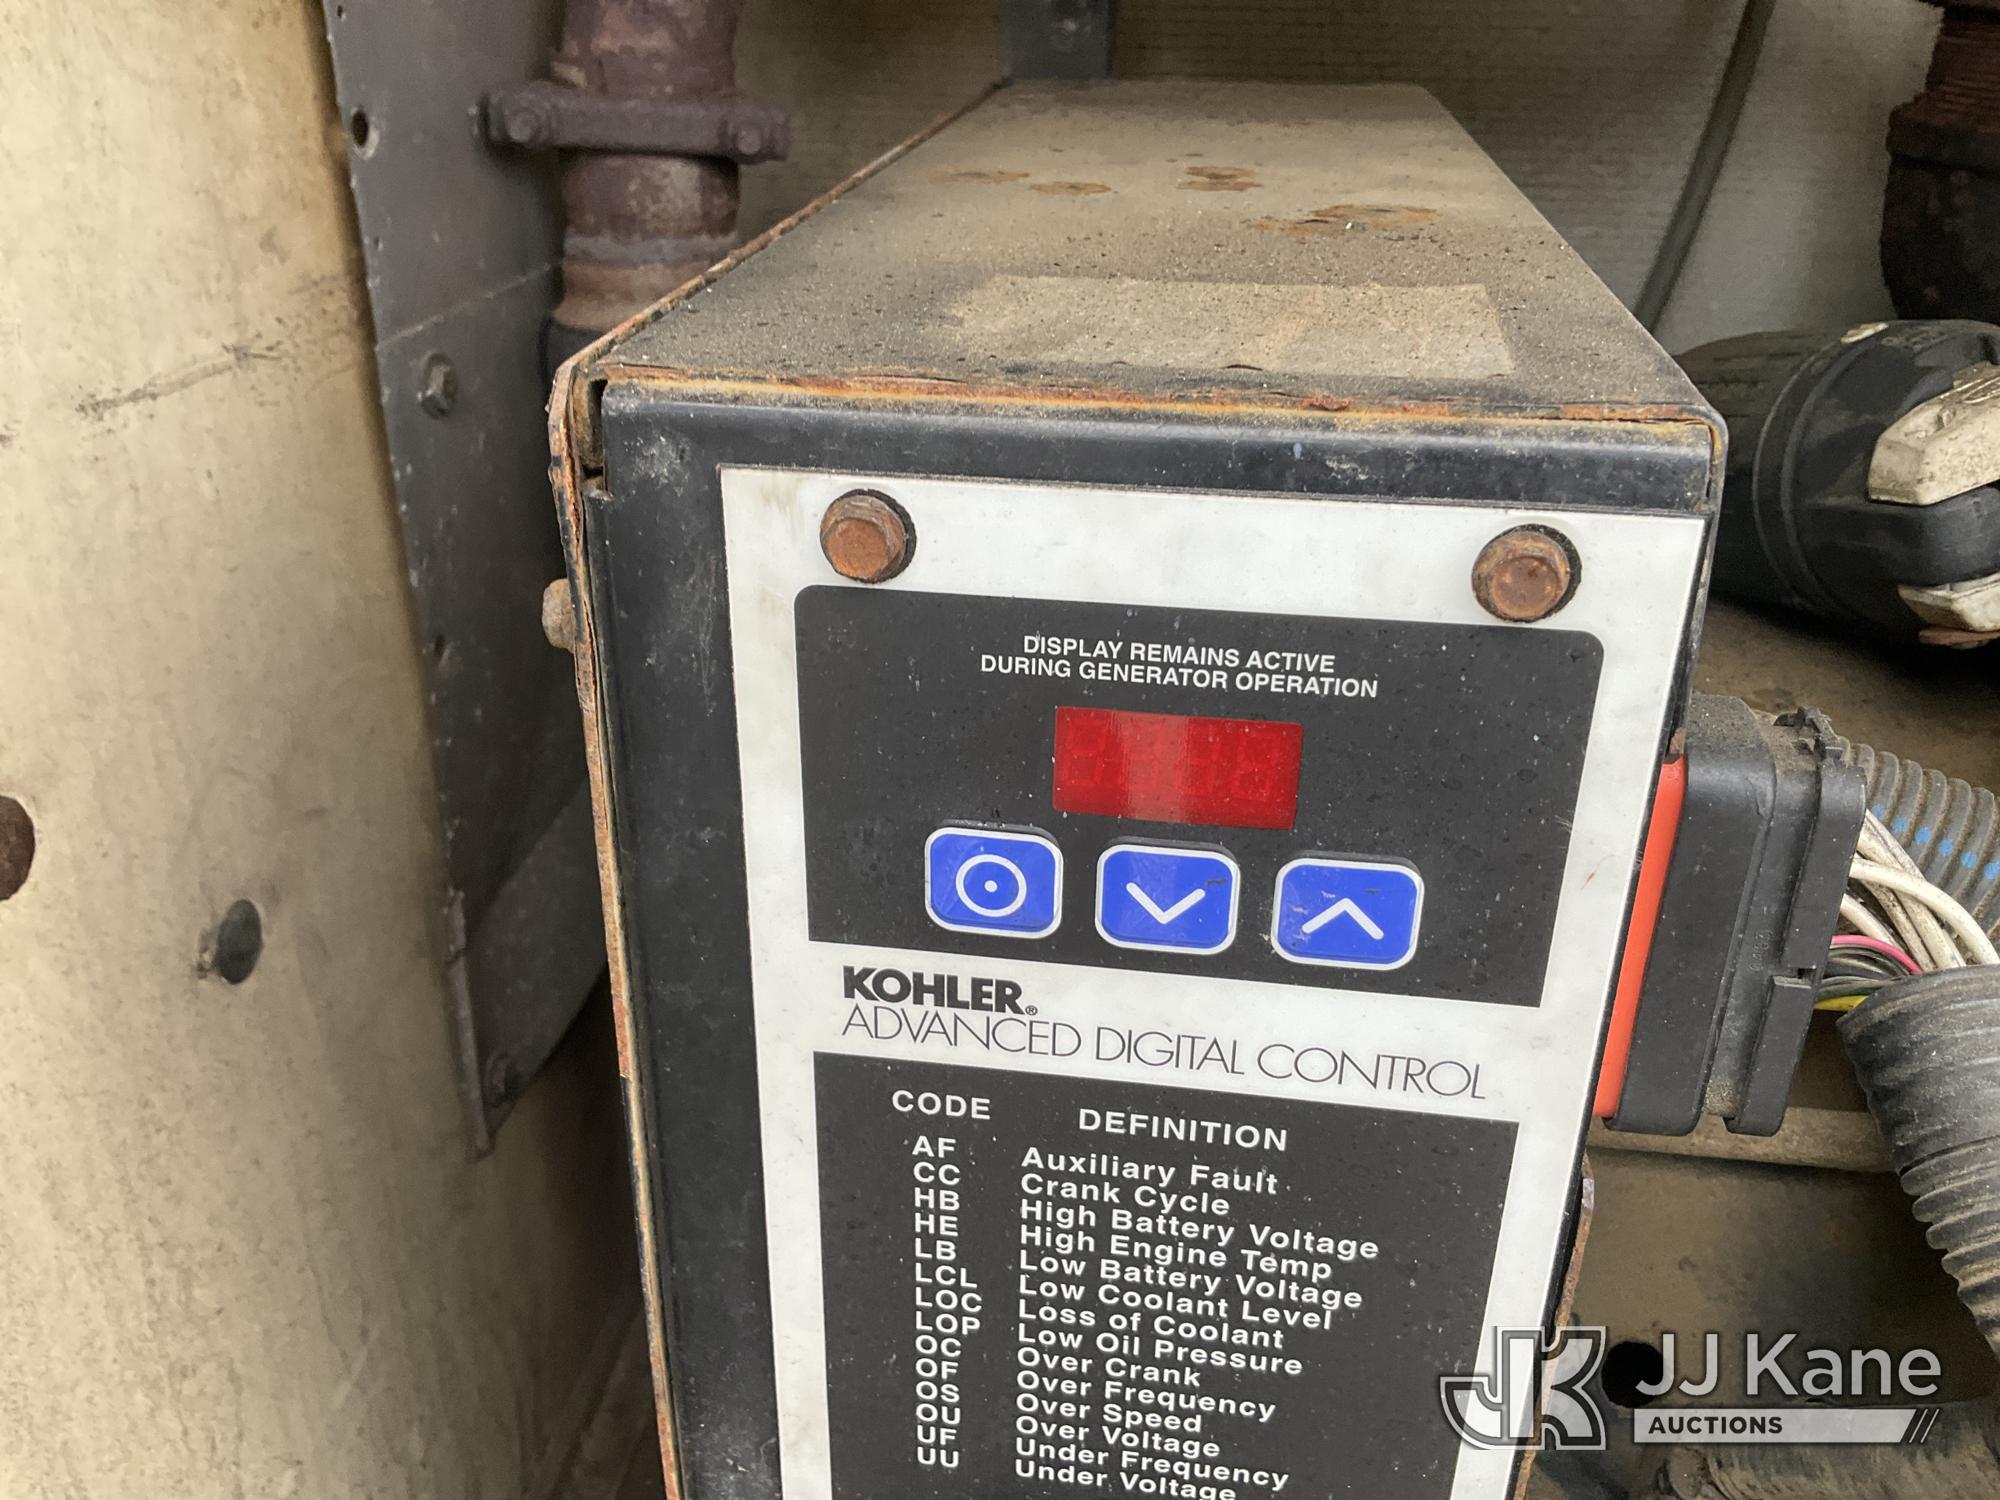 DISPLAY REMAINS ACTIVE
DURING GENERATOR OPERATION
KOHLER®
ADVANCED DIGITAL CONTROL
CODE DEFINITION
AF Auxiliary Fault
CC Crank Cycle
HB High Battery Voltage
HE High Engine Temp
LB Low Battery Voltage
LCL Low Coolant Level
LOC Loss of Coolant
LOP Low Oil Pressure
OC Over Crank
OF Over Frequency
OS Over Speed
OU Over Voltage
UF Under Frequency
UU Under Voltage
JJ Kane
AUCTIONS